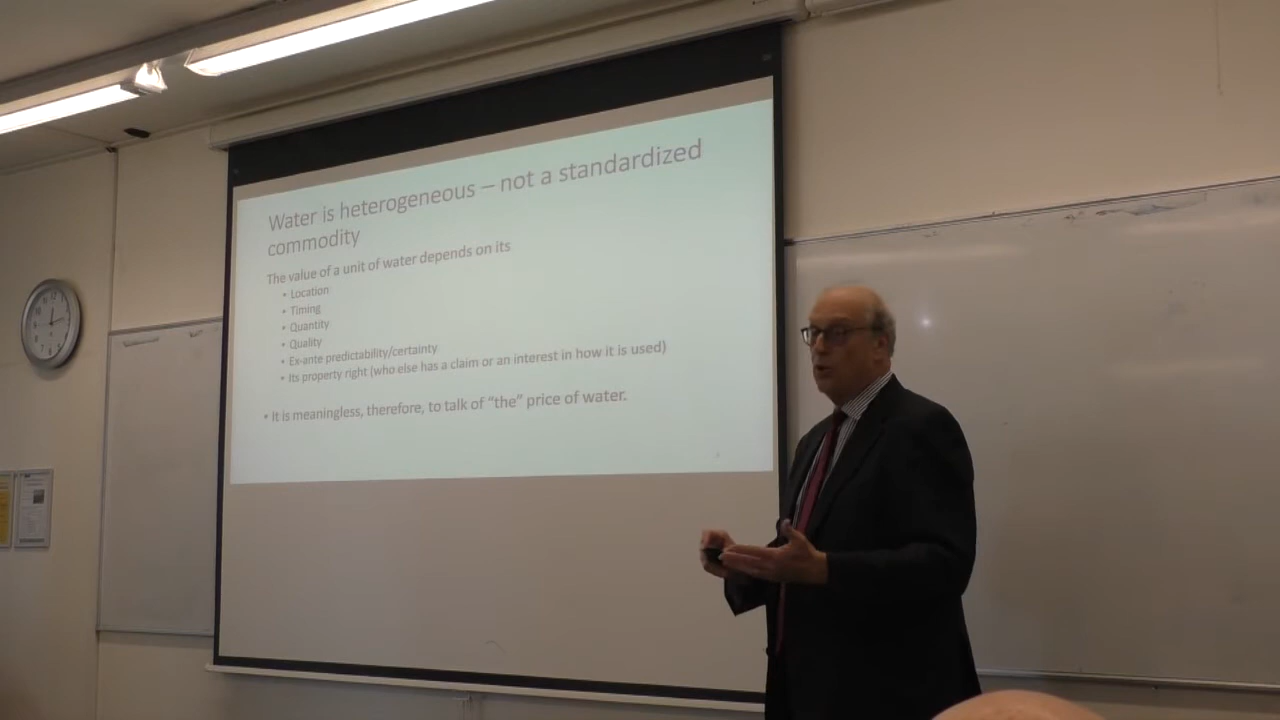 Water is heterogeneous – not a standardized
commodity
The value of a unit of water depends on its
• Location
• Timing
• Quantity
• Quality
• Ex-ante predictability/certainty
• Its property right (who else has a claim or an interest in how it is used)
• It is meaningless, therefore, to talk of “the” price of water.